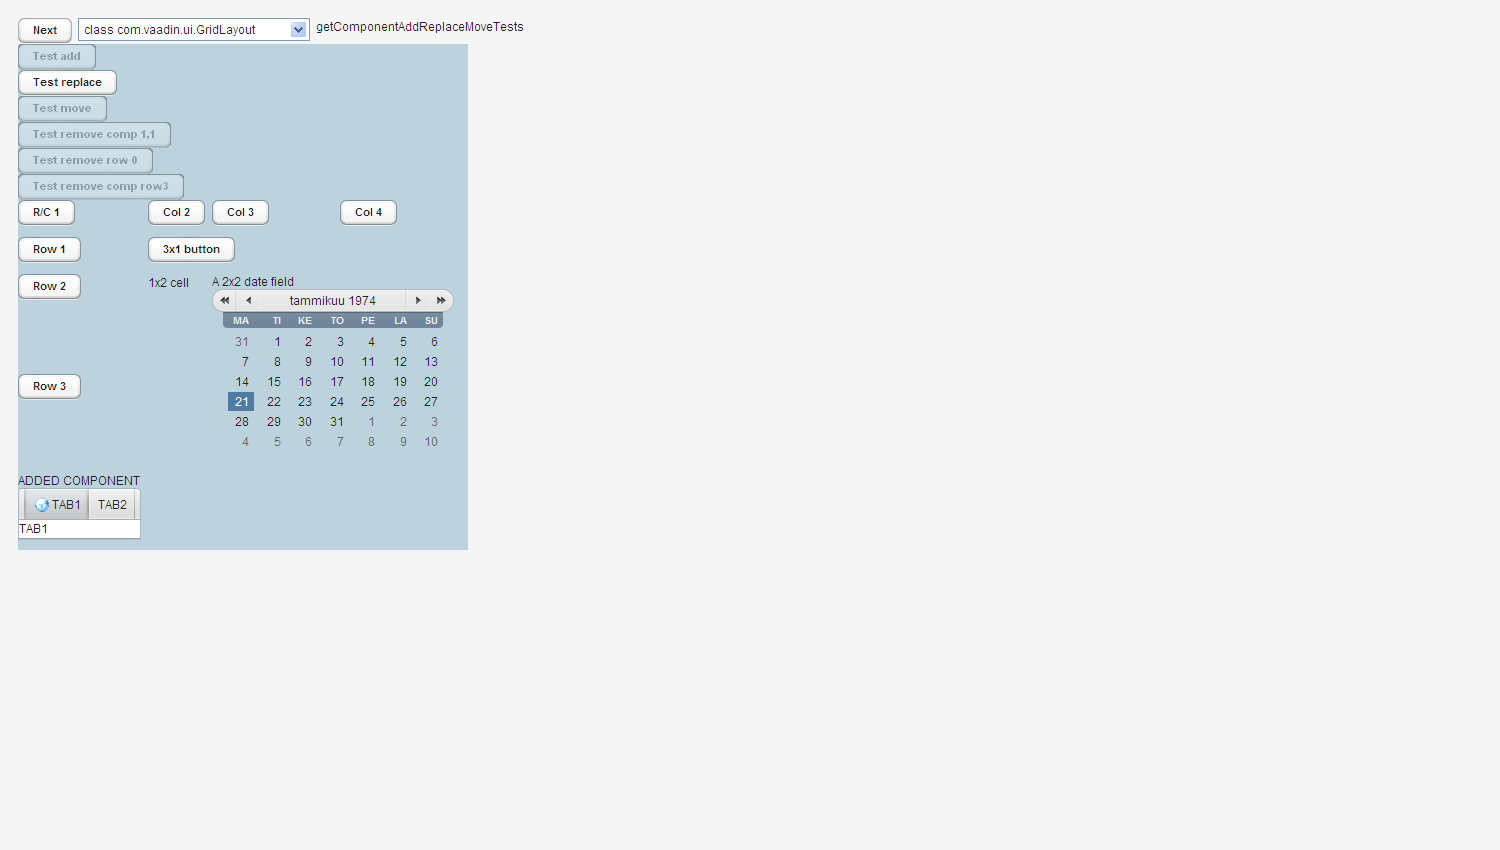 Next class com.vaadin.ui.GridLayout getComponentAddReplaceMoveTests
Test add
Test replace
Test move
Test remove comp 1,1
Test remove row 0
Test remove comp row3
R/C 1 Col 2 Col 3 Col 4
Row 1 3x1 button
Row 2 1x2 cell A 2x2 date field
tammikuu 1974
MA TI KE TO PE LA SU
31 1 2 3 4 5 6
7 8 9 10 11 12 13
14 15 16 17 18 19 20
Row 3
21 22 23 24 25 26 27
28 29 30 31 1 2 3
4 5 6 7 8 9 10
ADDED COMPONENT
TAB1 TAB2
TAB1